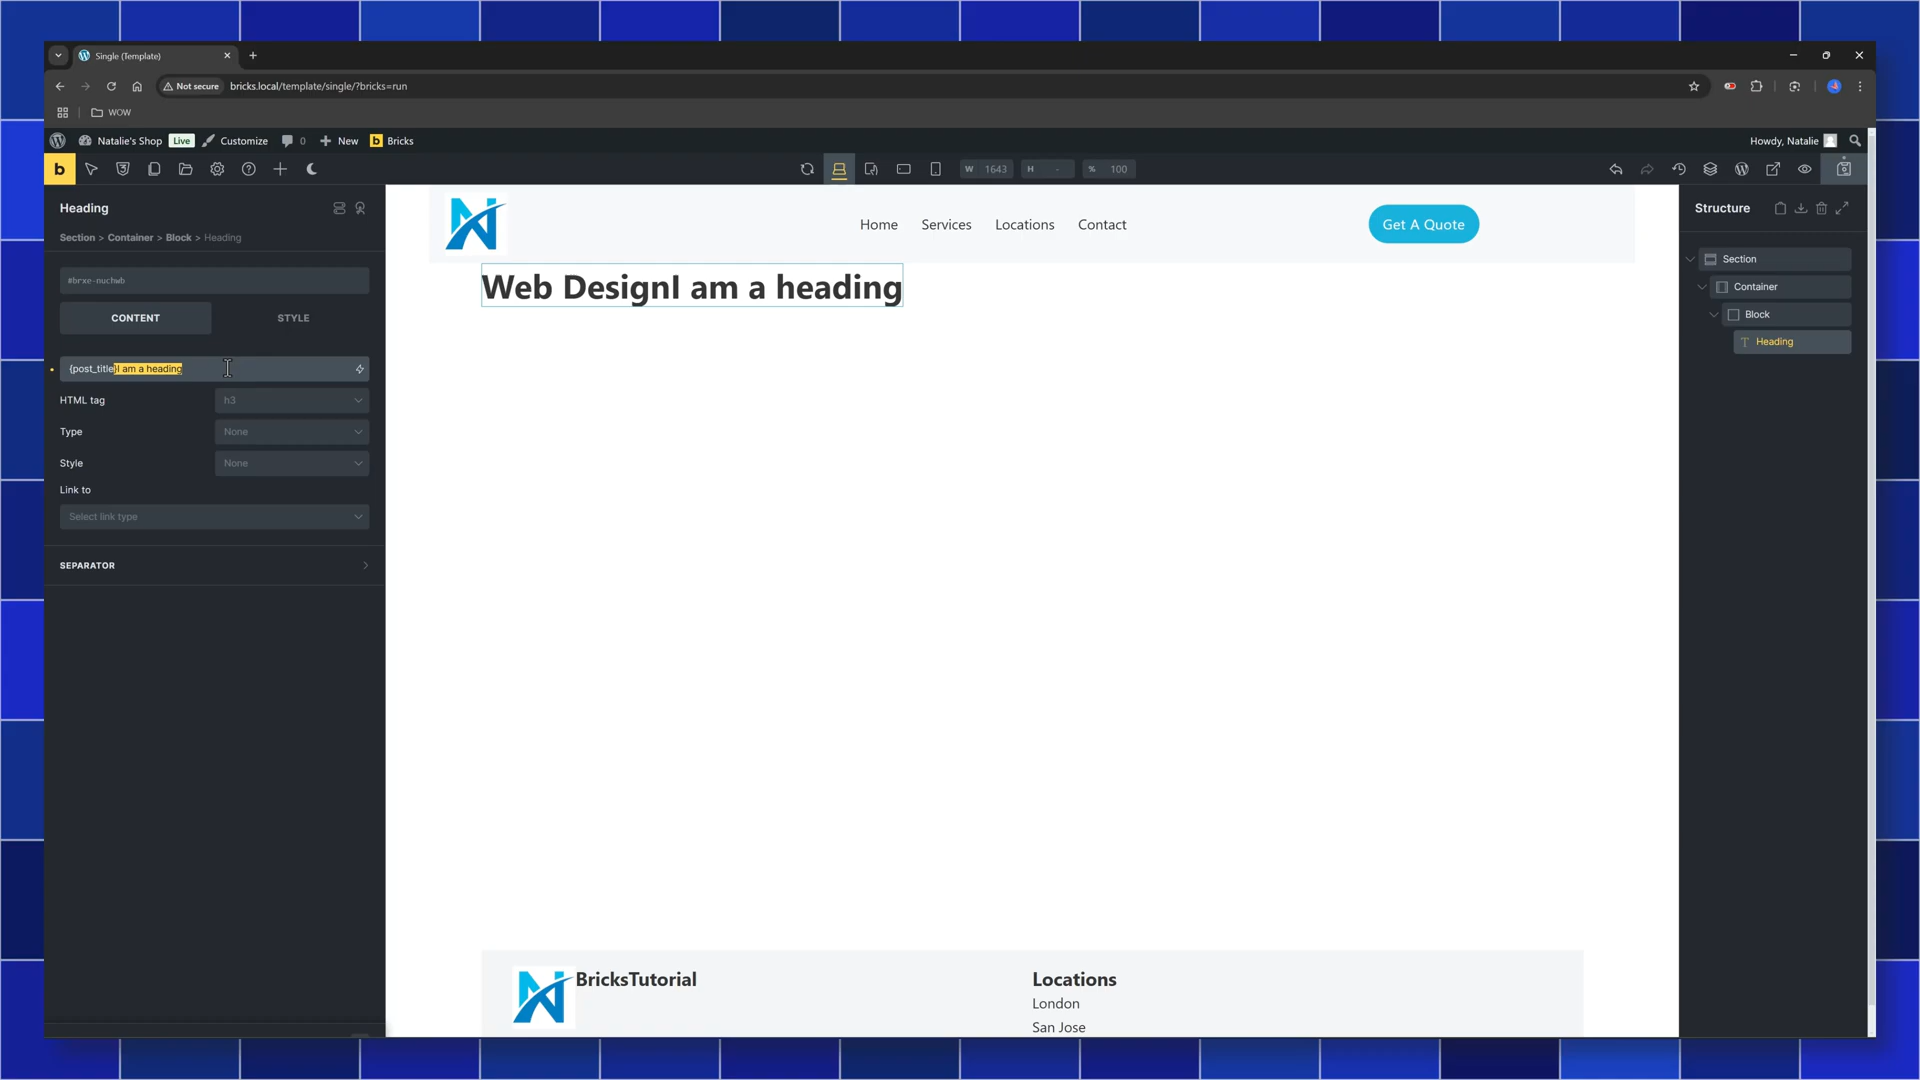 Single (Template)
Not secure
bricks.local/template/single/?bricks=run
WOW
Natalie's Shop
Live
Customize
0
New
b
Bricks
Howdy, Natalie
b
W
1643
H
-
%
100
Heading
Section > Container > Block > Heading
#brxe-nuchwb
CONTENT
STYLE
{post_title}I am a heading
HTML tag
h3
Type
None
Style
None
Link to
Select link type
SEPARATOR
Home
Services
Locations
Contact
Get A Quote
Web DesignI am a heading
BricksTutorial
Locations
London
San Jose
Structure
Section
Container
Block
T
Heading